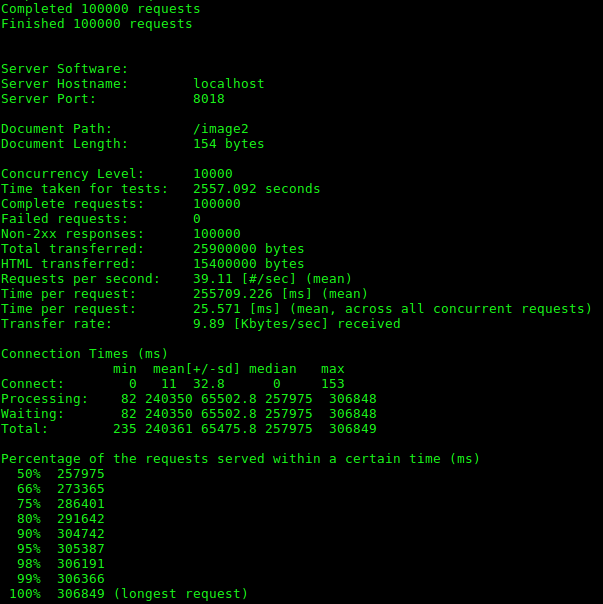 Completed 100000 requests
Finished 100000 requests
Server Software:
Server Hostname:        localhost
Server Port:            8018
Document Path:          /image2
Document Length:        154 bytes
Concurrency Level:      10000
Time taken for tests:   2557.092 seconds
Complete requests:      100000
Failed requests:        0
Non-2xx responses:      100000
Total transferred:      25900000 bytes
HTML transferred:       15400000 bytes
Requests per second:    39.11 [#/sec] (mean)
Time per request:       255709.226 [ms] (mean)
Time per request:       25.571 [ms] (mean, across all concurrent requests)
Transfer rate:          9.89 [Kbytes/sec] received
Connection Times (ms)
              min  mean[+/-sd] median   max
Connect:        0   11  32.8      0     153
Processing:    82 240350 65502.8 257975  306848
Waiting:       82 240350 65502.8 257975  306848
Total:        235 240361 65475.8 257975  306849
Percentage of the requests served within a certain time (ms)
  50%  257975
  66%  273365
  75%  286401
  80%  291642
  90%  304742
  95%  305387
  98%  306191
  99%  306366
 100%  306849 (longest request)